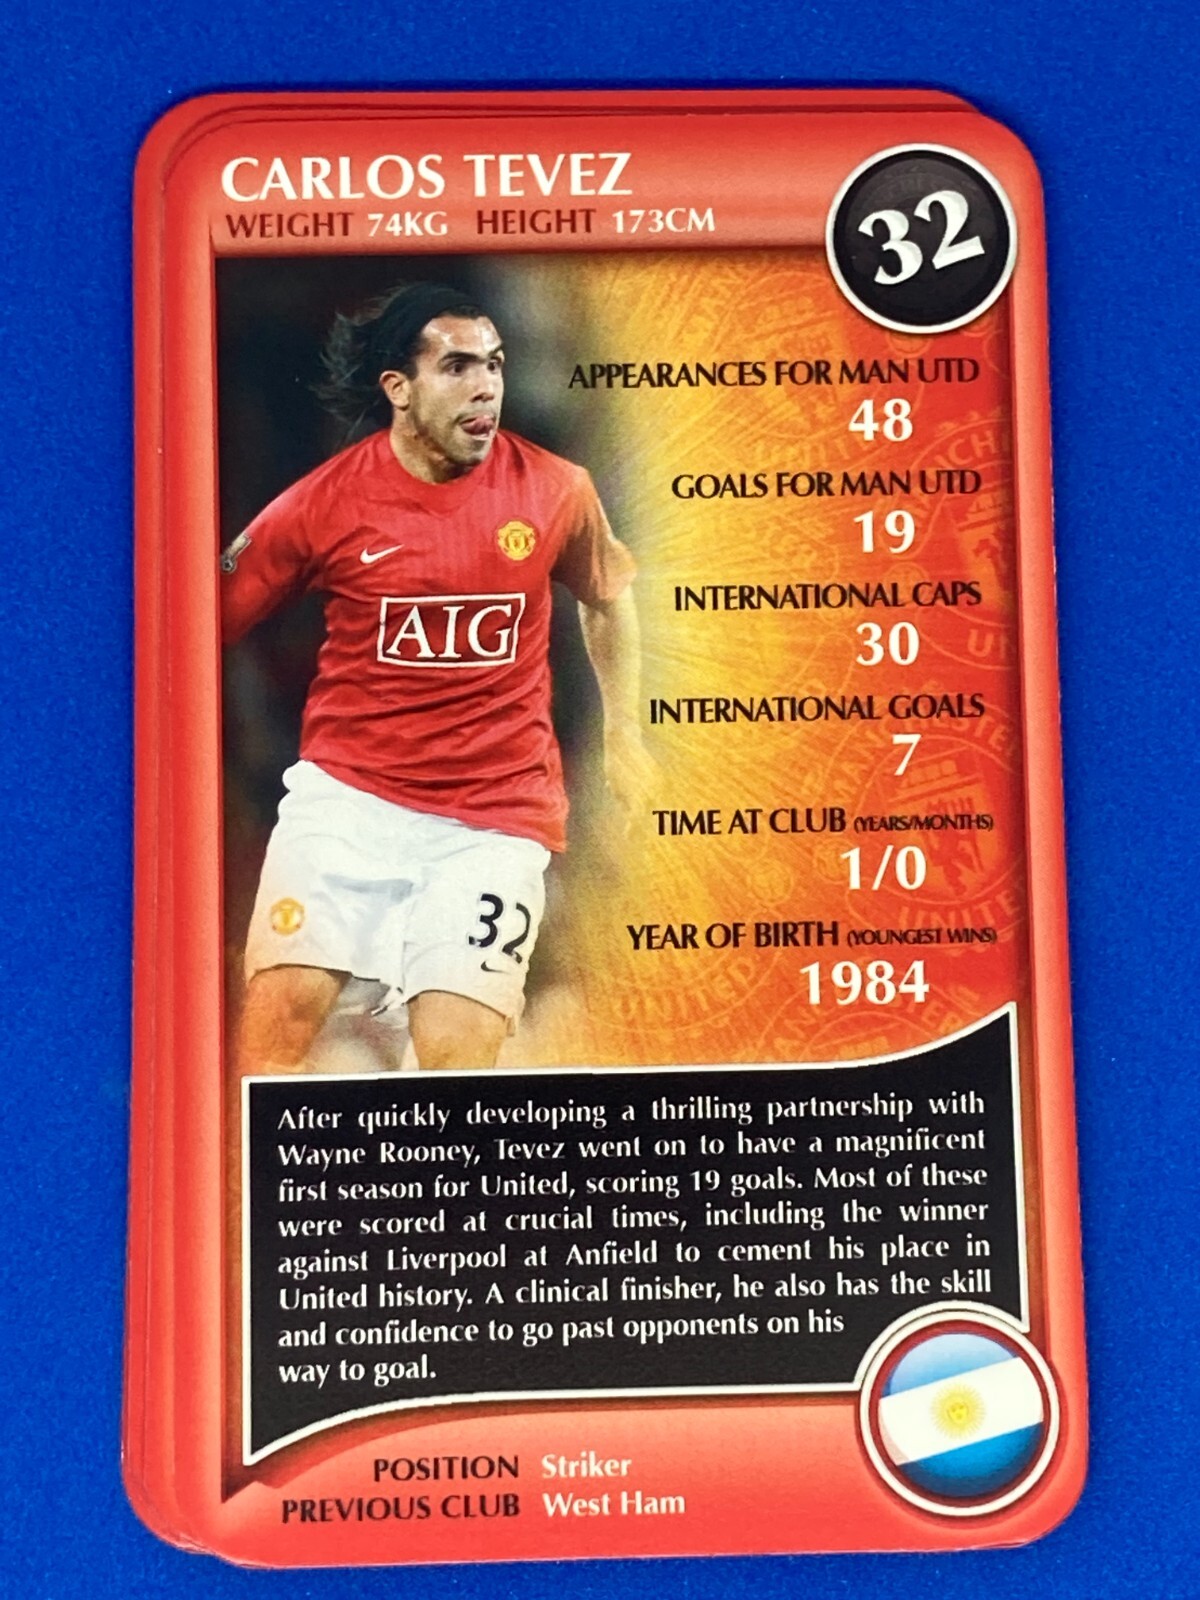 CARLOS TEVEZ
WEIGHT 74KG HEIGHT 173CM
32
APPEARANCES FOR MAN UTD
48
GOALS FOR MAN UTD
19
INTERNATIONAL CAPS
30
INTERNATIONAL GOALS
7
TIME AT CLUB (YEARS/MONTHS)
1/0
YEAR OF BIRTH (YOUNGEST WINS)
1984
AIG
32
After quickly developing a thrilling partnership with
Wayne Rooney, Tevez went on to have a magnificent
first season for United, scoring 19 goals. Most of these
were scored at crucial times, including the winner
against Liverpool at Anfield to cement his place in
United history. A clinical finisher, he also has the skill
and confidence to go past opponents on his
way to goal.
POSITION Striker
PREVIOUS CLUB West Ham